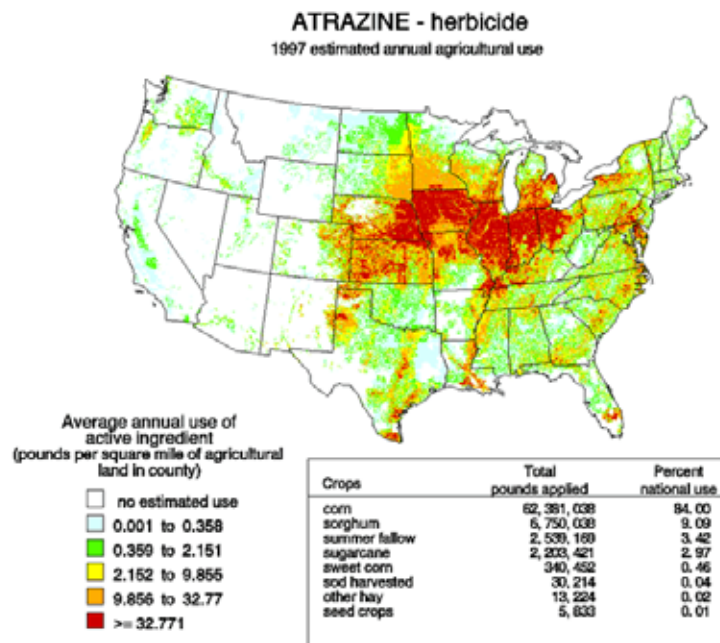 ATRAZINE - herbicide
1997 estimated annual agricultural use
Average annual use of
active ingredient
(pounds per square mile of agricultural
land in county)
no estimated use
0.001 to 0.358
0.359 to 2.151
2.152 to 9.855
9.856 to 32.77
>= 32.771
Crops Total pounds applied Percent national use
corn 62,381,038 84.00
sorghum 6,750,038 9.09
summer fallow 2,539,169 3.42
sugarcane 2,203,421 2.97
sweet corn 340,452 0.46
sod harvested 30,214 0.04
other hay 13,224 0.02
seed crops 5,833 0.01